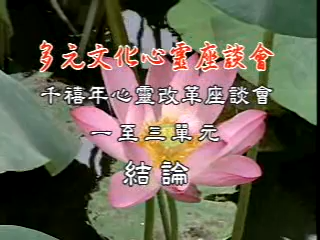 多元文化心靈座談會
千禧年心靈改革座談會
一至三單元
結論